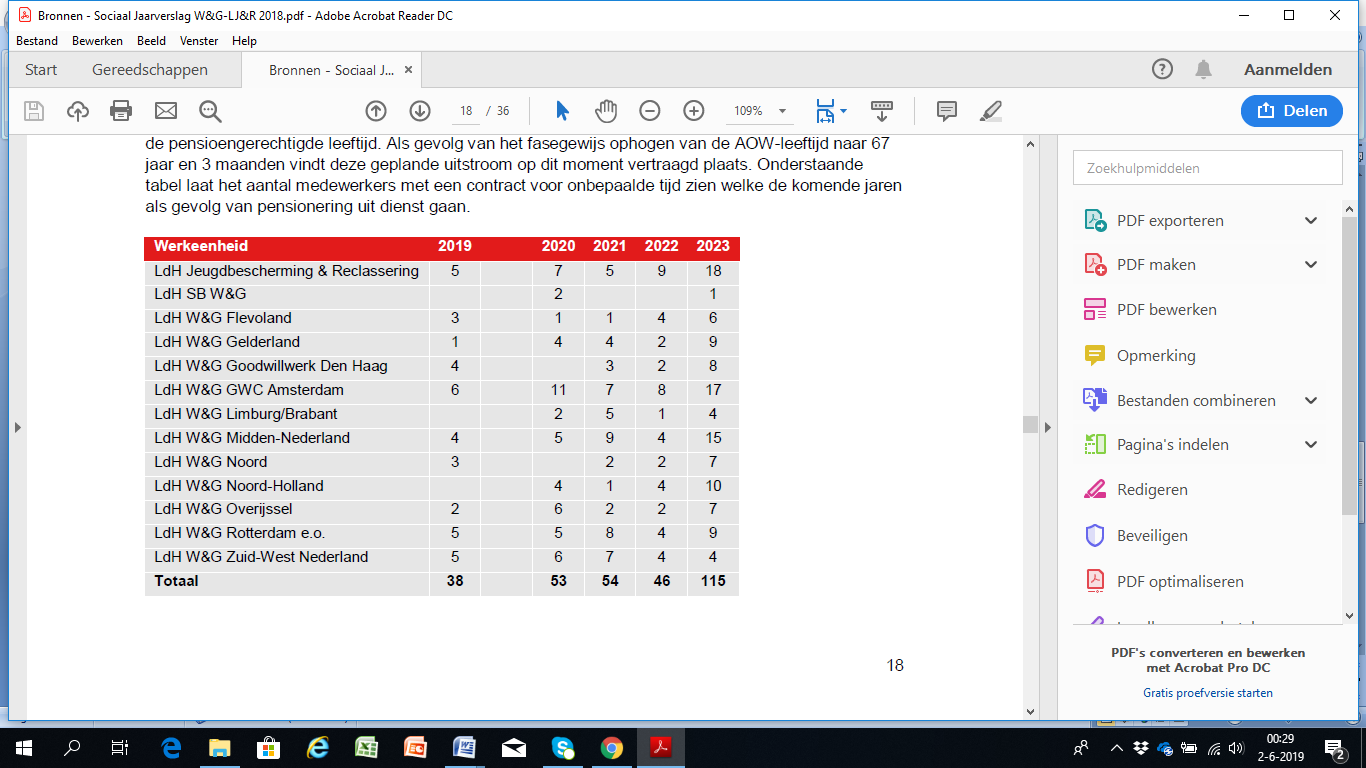 Bronnen - Sociaal Jaarverslag W&G-LJ&R 2018.pdf - Adobe Acrobat Reader DC
Bestand Bewerken Beeld Venster Help
Start Gereedschappen Bronnen - Sociaal J... Aanmelden
18 / 36 109% Delen
de pensioengerechtigde leeftijd. Als gevolg van het fasegewijs ophogen van de AOW-leeftijd naar 67
jaar en 3 maanden vindt deze geplande uitstroom op dit moment vertraagd plaats. Onderstaande
tabel laat het aantal medewerkers met een contract voor onbepaalde tijd zien welke de komende jaren
als gevolg van pensionering uit dienst gaan.
Werkeenheid 2019 2020 2021 2022 2023
LdH Jeugdbescherming & Reclassering 5 7 5 9 18
LdH SB W&G 2 1
LdH W&G Flevoland 3 1 1 4 6
LdH W&G Gelderland 1 4 4 2 9
LdH W&G Goodwillwerk Den Haag 4 3 2 8
LdH W&G GWC Amsterdam 6 11 7 8 17
LdH W&G Limburg/Brabant 2 5 1 4
LdH W&G Midden-Nederland 4 5 9 4 15
LdH W&G Noord 3 2 2 7
LdH W&G Noord-Holland 4 1 4 10
LdH W&G Overijssel 2 6 2 2 7
LdH W&G Rotterdam e.o. 5 5 8 4 9
LdH W&G Zuid-West Nederland 5 6 7 4 4
Totaal 38 53 54 46 115
18
Zoekhulpmiddelen
PDF exporteren
PDF maken
PDF bewerken
Opmerking
Bestanden combineren
Pagina's indelen
Redigeren
Beveiligen
PDF optimaliseren
PDF's converteren en bewerken
met Acrobat Pro DC
Gratis proefversie starten
00:29
2-6-2019
2